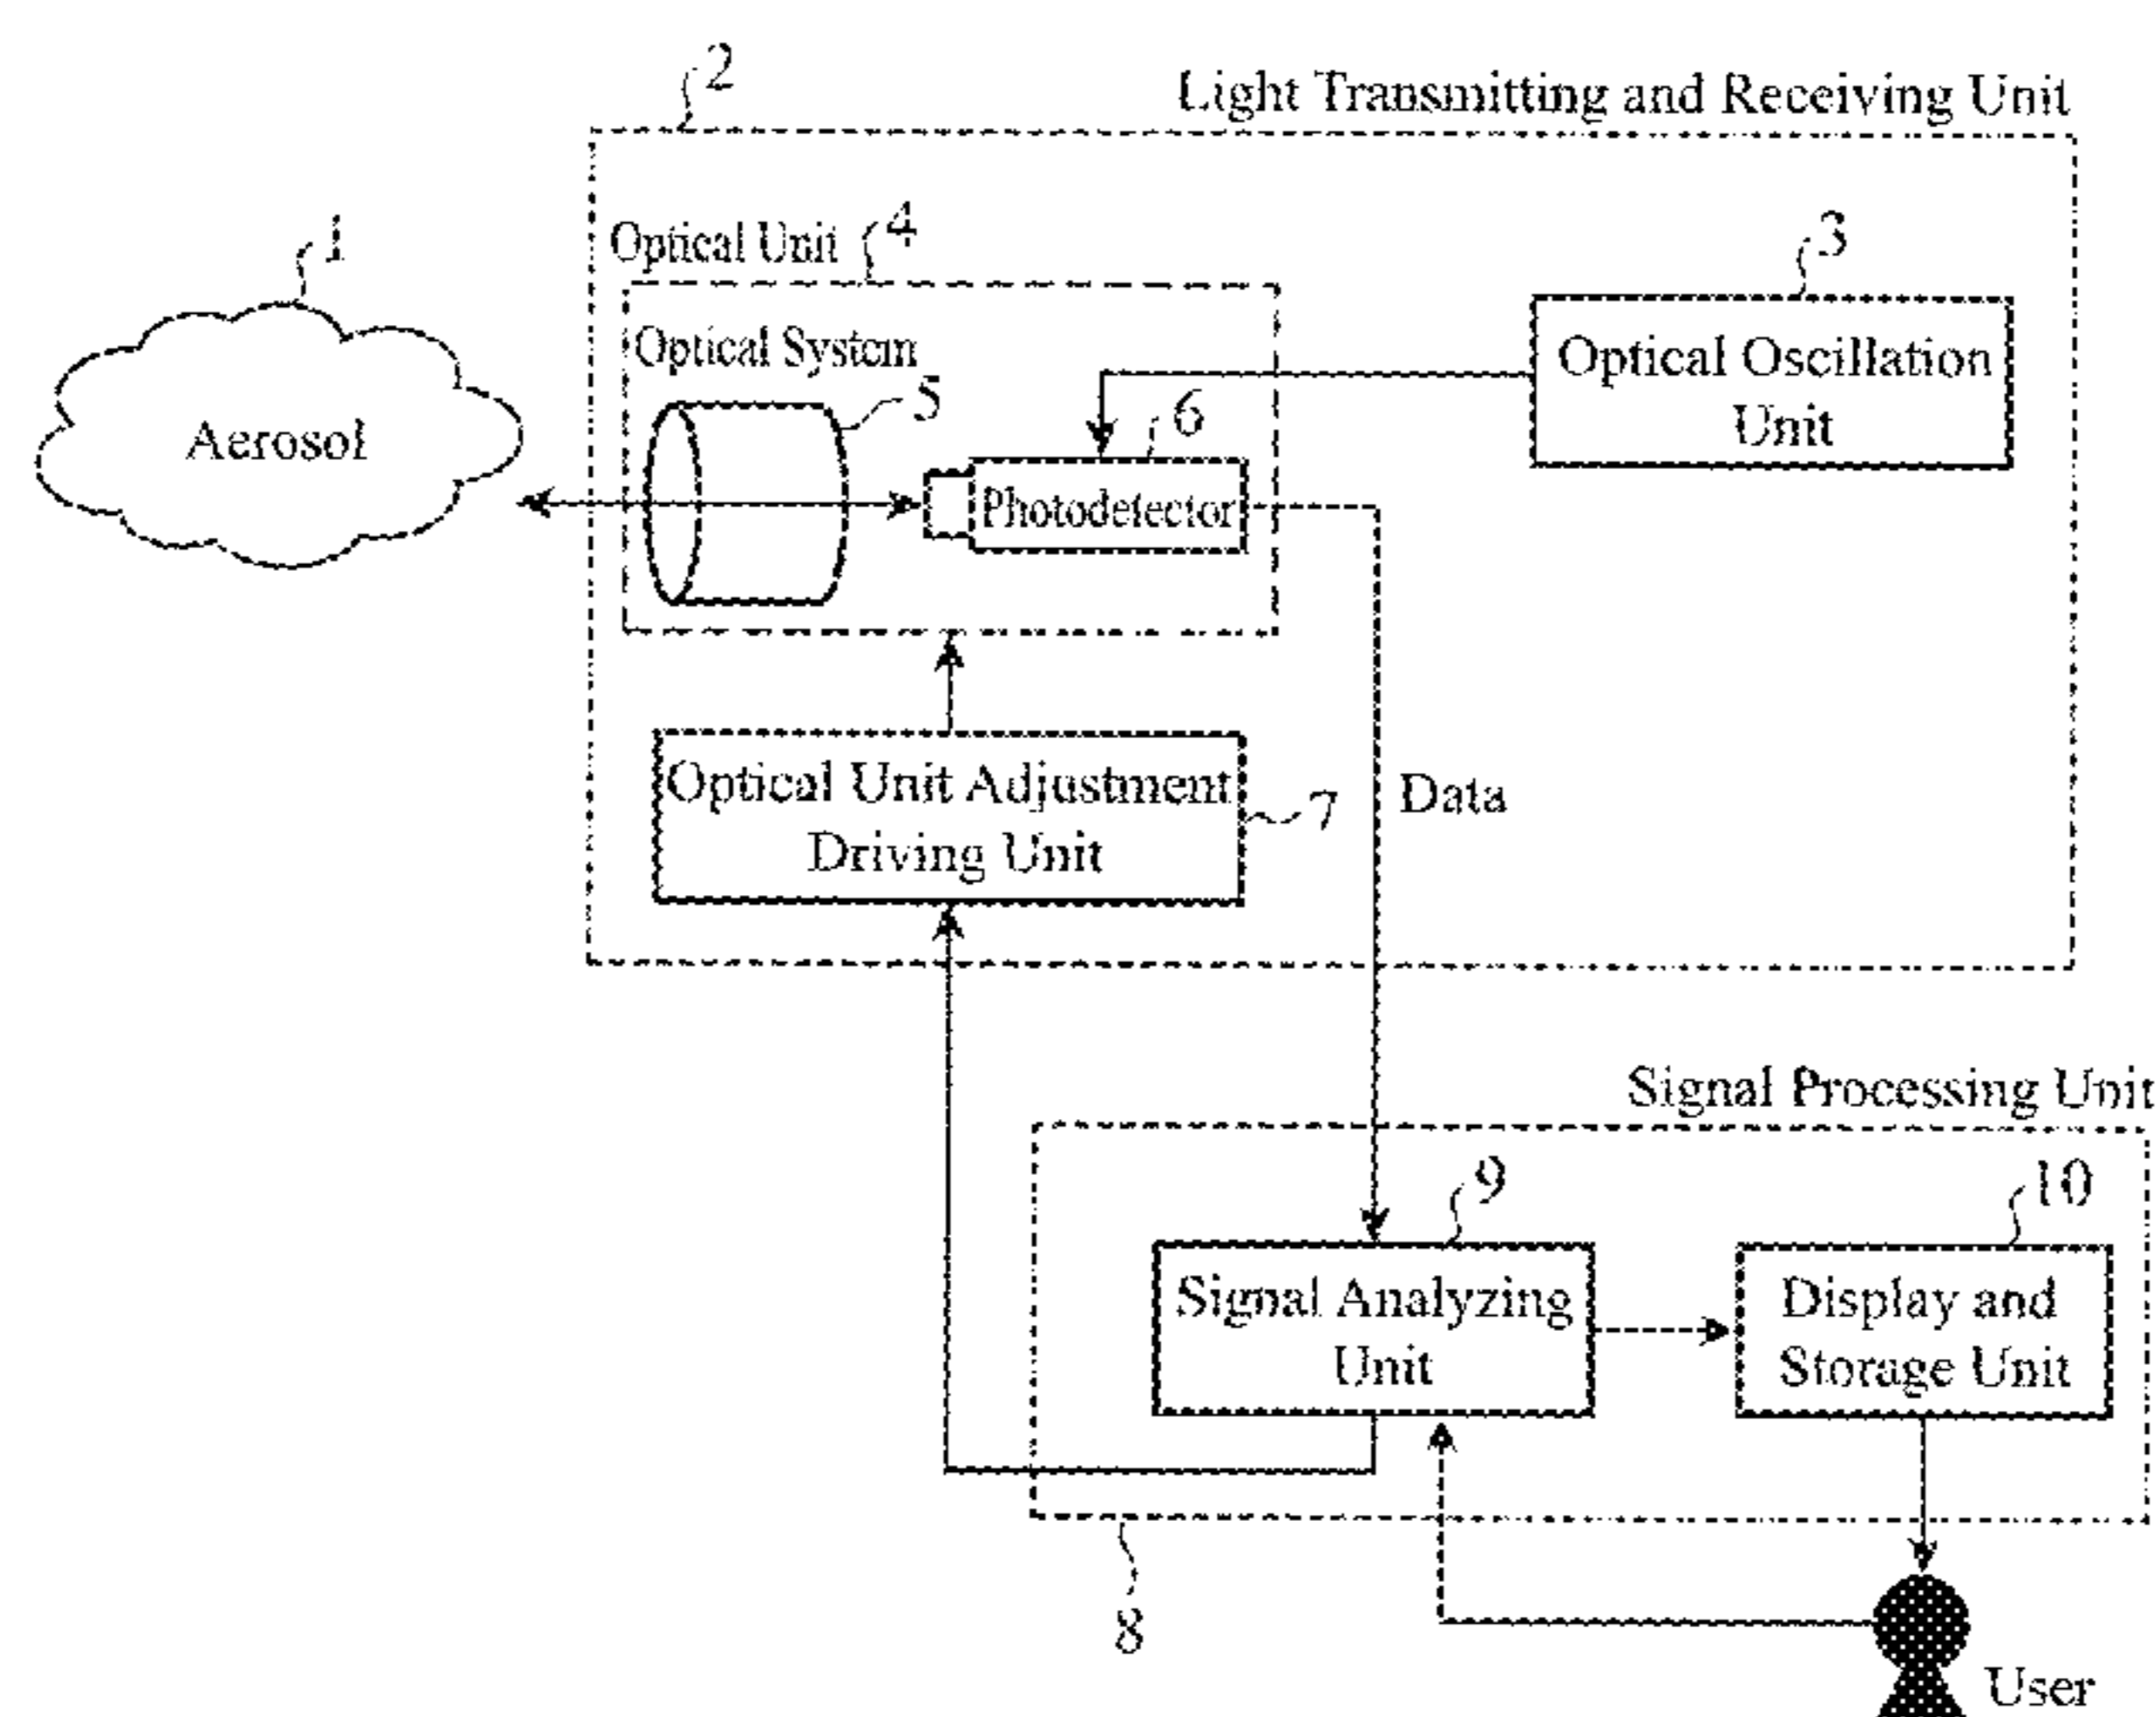 2
Light Transmitting and Receiving Unit
1
Optical Unit
4
3
Optical System
5
Optical Oscillation
Unit
6
Aerosol
Photodetector
Optical Unit Adjustment
Driving Unit
7
Data
Signal Processing Unit
9
10
Signal Analyzing
Unit
Display and
Storage Unit
8
User